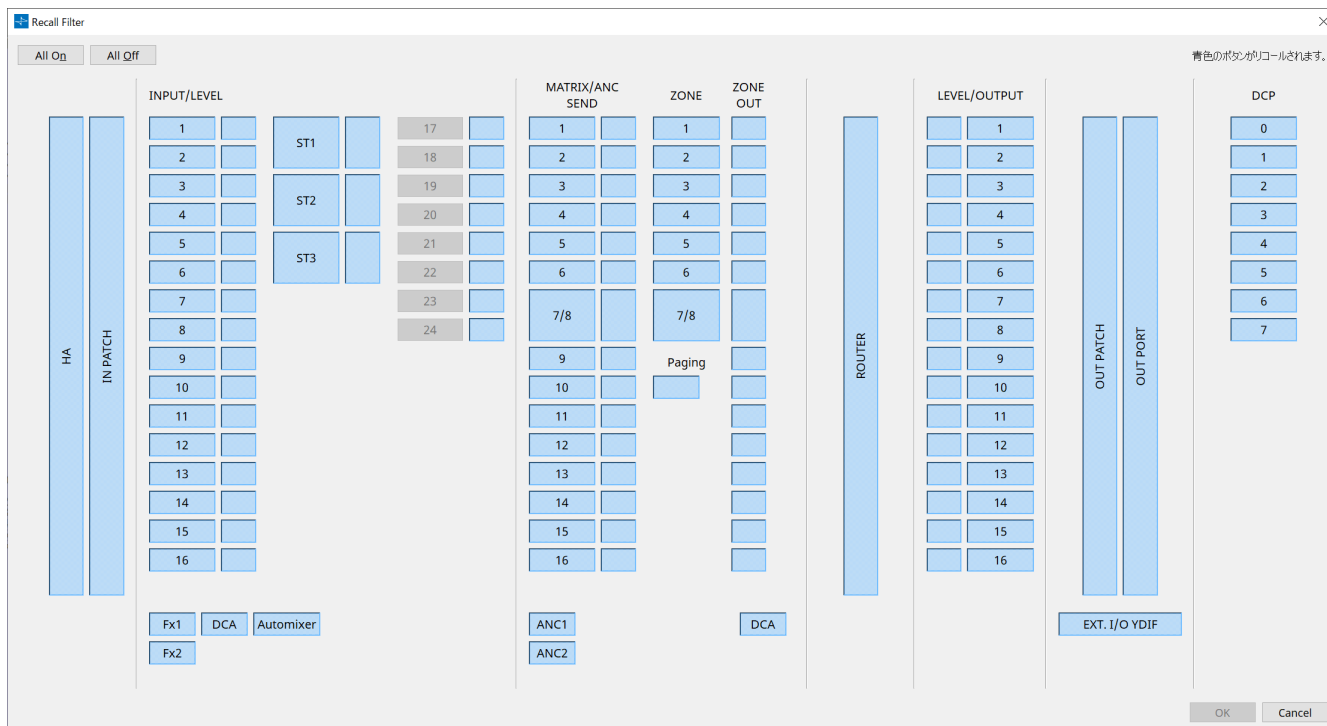 Recall Filter
All On
All Off
青色のボタンがリコールされます。
INPUT/LEVEL
MATRIX/ANC
SEND
ZONE
ZONE
OUT
LEVEL/OUTPUT
DCP
HA
IN PATCH
1
2
3
4
5
6
7
8
9
10
11
12
13
14
15
16
ST1
ST2
ST3
17
18
19
20
21
22
23
24
Fx1
DCA
Automixer
Fx2
1
2
3
4
5
6
7/8
9
10
11
12
13
14
15
16
ANC1
ANC2
1
2
3
4
5
6
7/8
Paging
DCA
ROUTER
1
2
3
4
5
6
7
8
9
10
11
12
13
14
15
16
OUT PATCH
OUT PORT
EXT. I/O YDIF
0
1
2
3
4
5
6
7
OK
Cancel